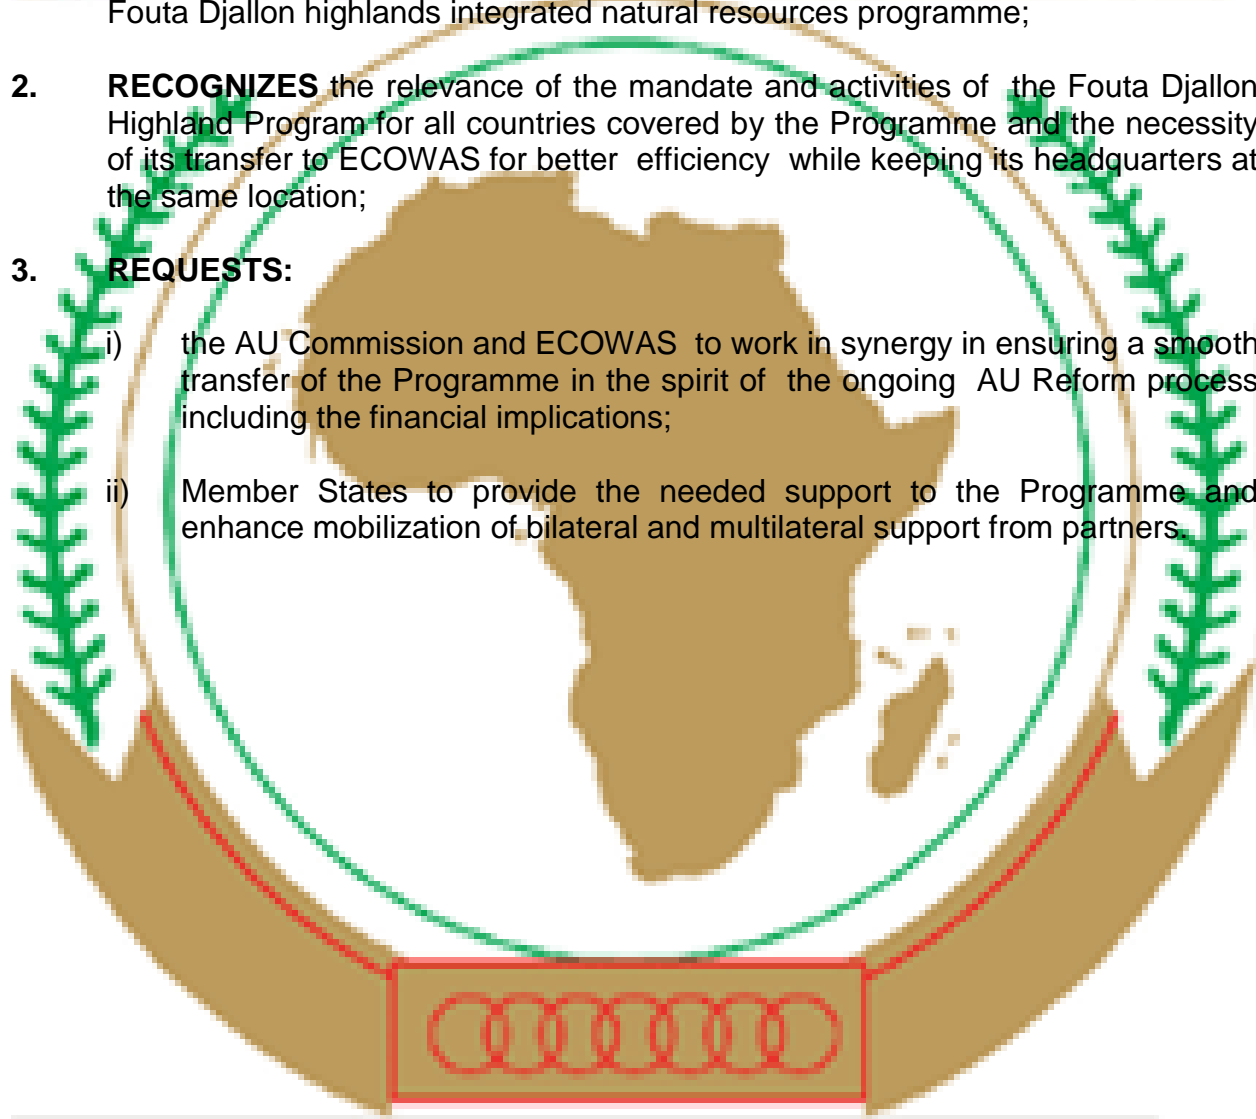 Fouta Djallon highlands integrated natural resources programme;
2. RECOGNIZES the relevance of the mandate and activities of the Fouta Djallon
Highland Program for all countries covered by the Programme and the necessity
of its transfer to ECOWAS for better efficiency while keeping its headquarters at
the same location;
3. REQUESTS:
i) the AU Commission and ECOWAS to work in synergy in ensuring a smooth
transfer of the Programme in the spirit of the ongoing AU Reform process
including the financial implications;
ii) Member States to provide the needed support to the Programme and
enhance mobilization of bilateral and multilateral support from partners.